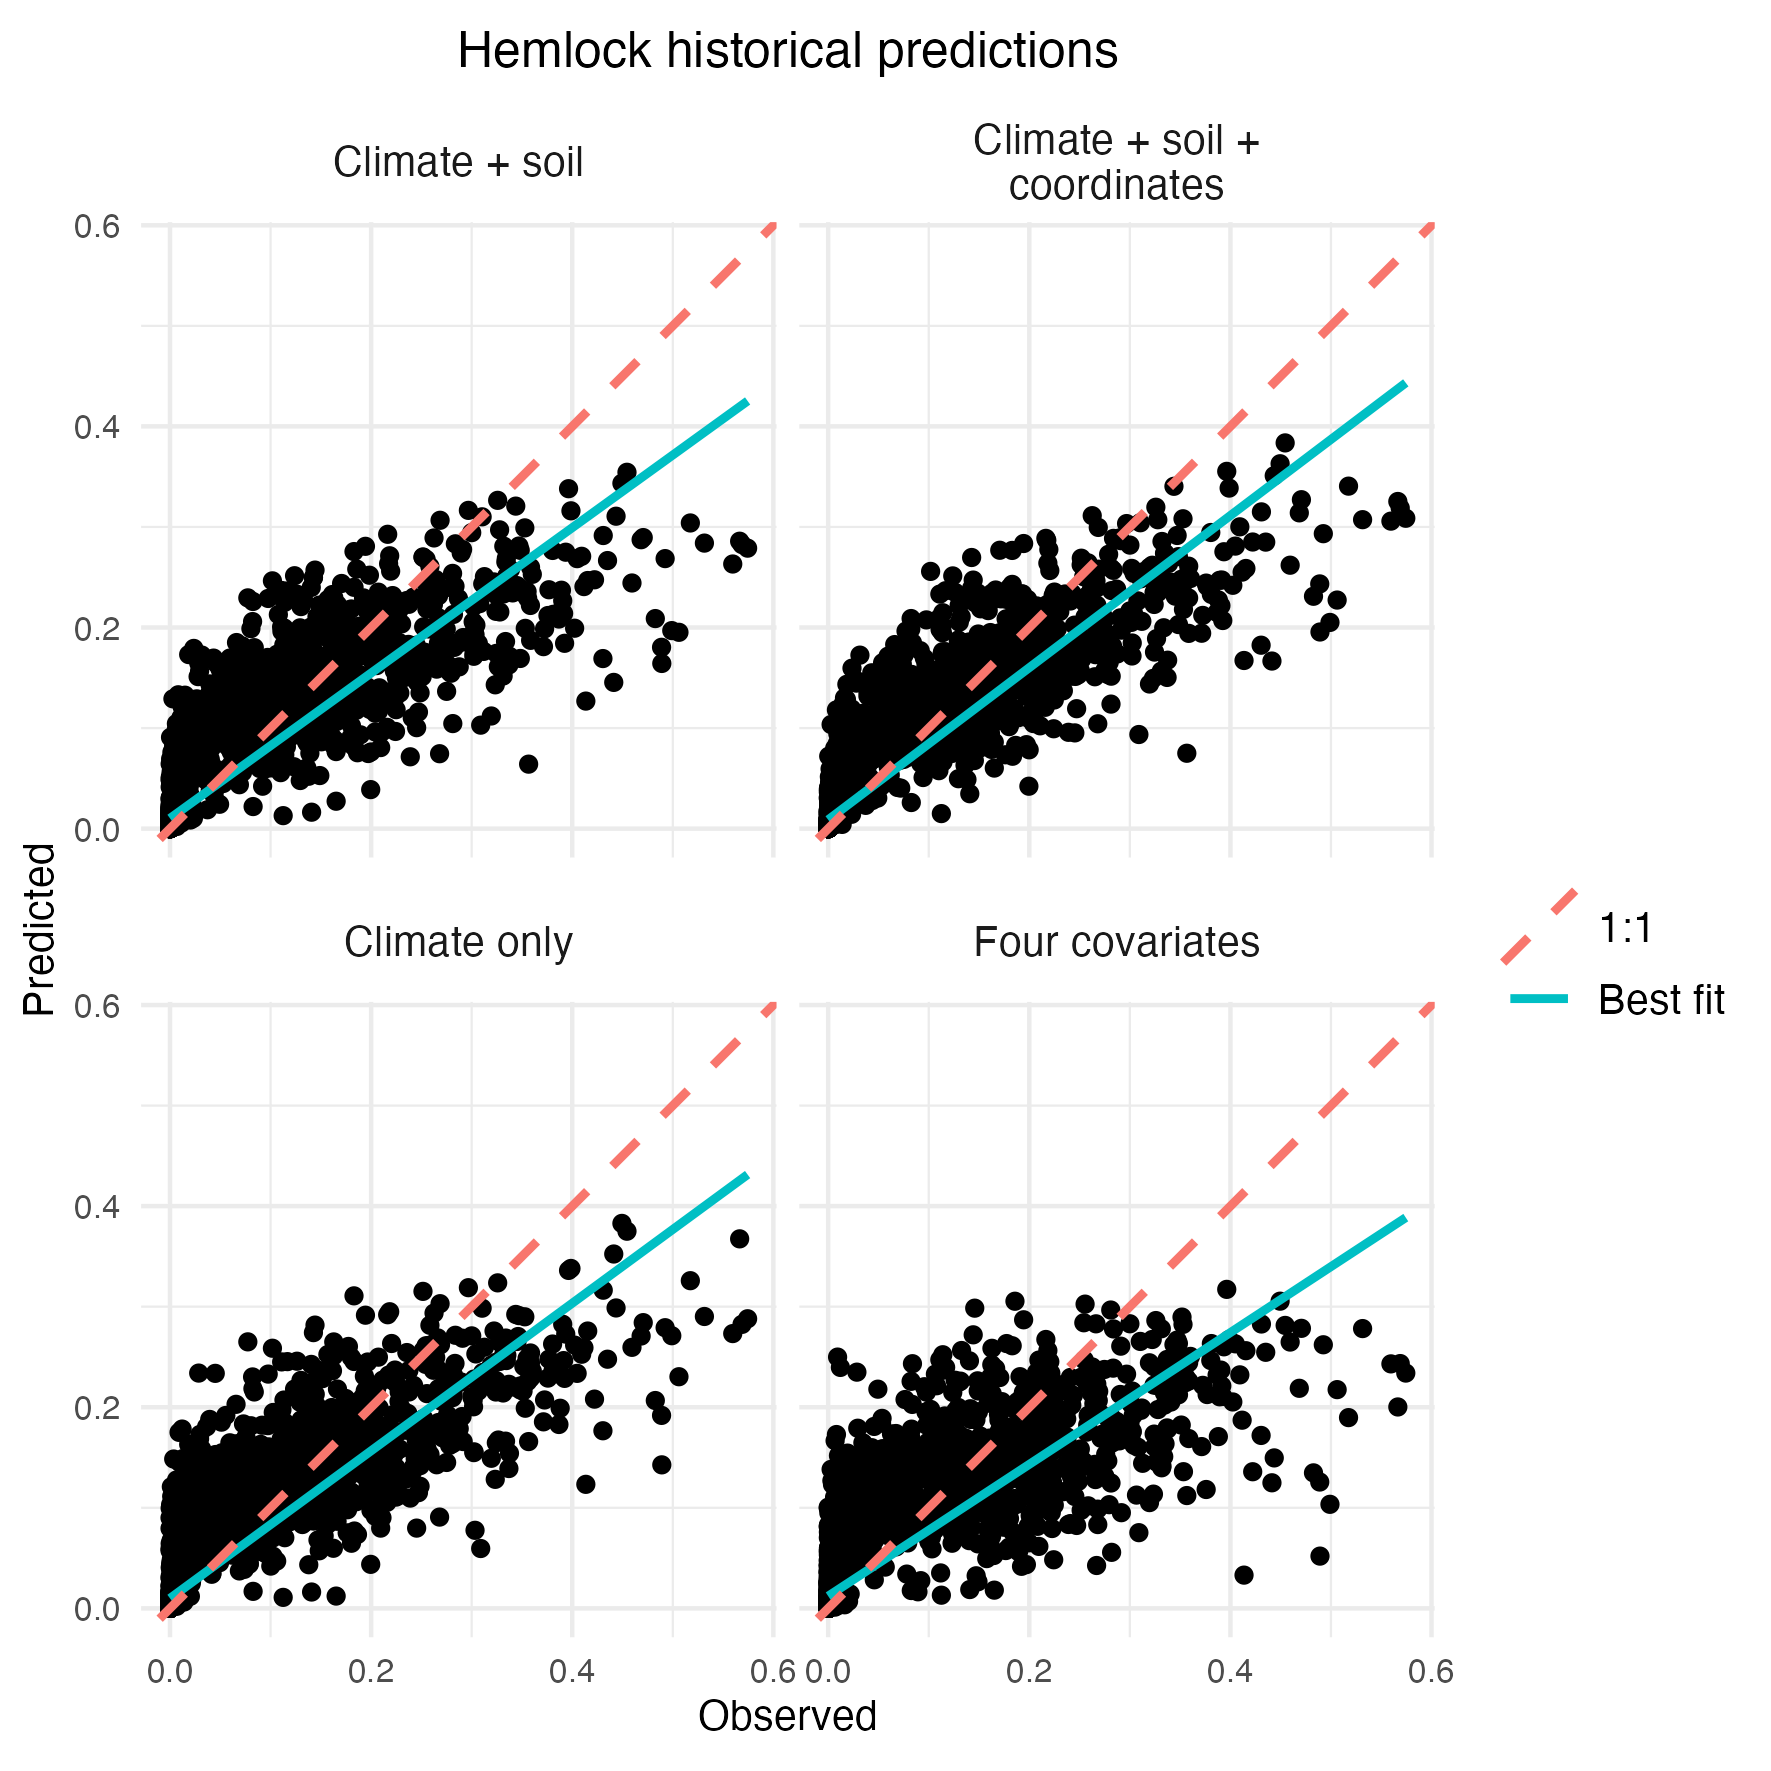 Hemlock historical predictions
Climate + soil
Climate + soil +
coordinates
0.6
0.4
0.2
0.0
Predicted
Climate only
Four covariates
1:1
Best fit
0.6
0.4
0.2
0.0
0.0 0.2 0.4 0.6 0.0 0.2 0.4 0.6
Observed